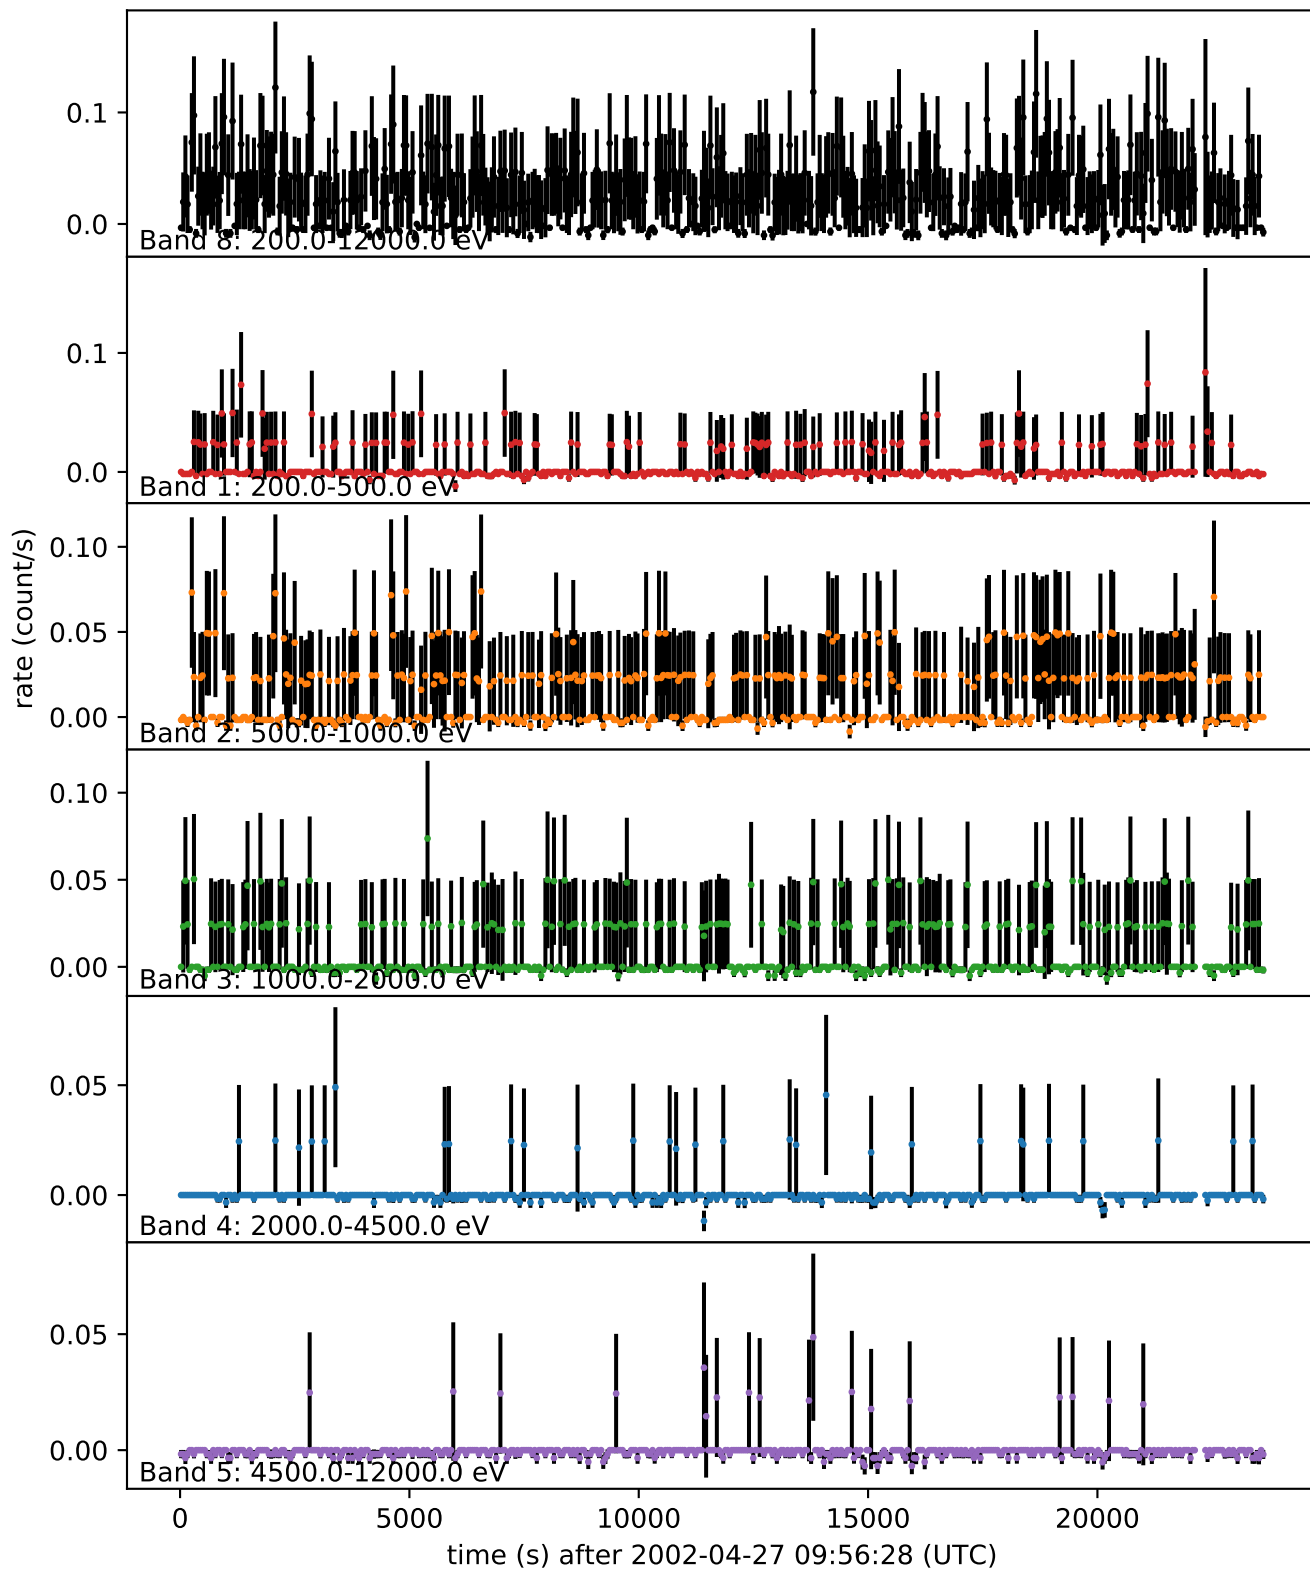 0.1
0.0
Band 8: 200.0-12000.0 eV
0.1
0.0
Band 1: 200.0-500.0 eV
rate (count/s)
0.10
0.05
0.00
Band 2: 500.0-1000.0 eV
0.10
0.05
0.00
Band 3: 1000.0-2000.0 eV
0.05
0.00
Band 4: 2000.0-4500.0 eV
0.05
0.00
Band 5: 4500.0-12000.0 eV
0 5000 10000 15000 20000
time (s) after 2002-04-27 09:56:28 (UTC)